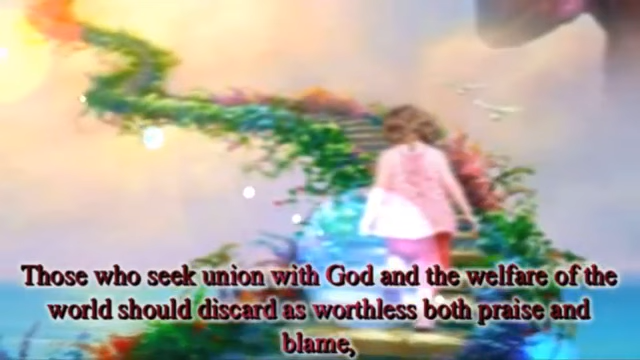 Those who seek union with God and the welfare of the
world should discard as worthless both praise and
blame,